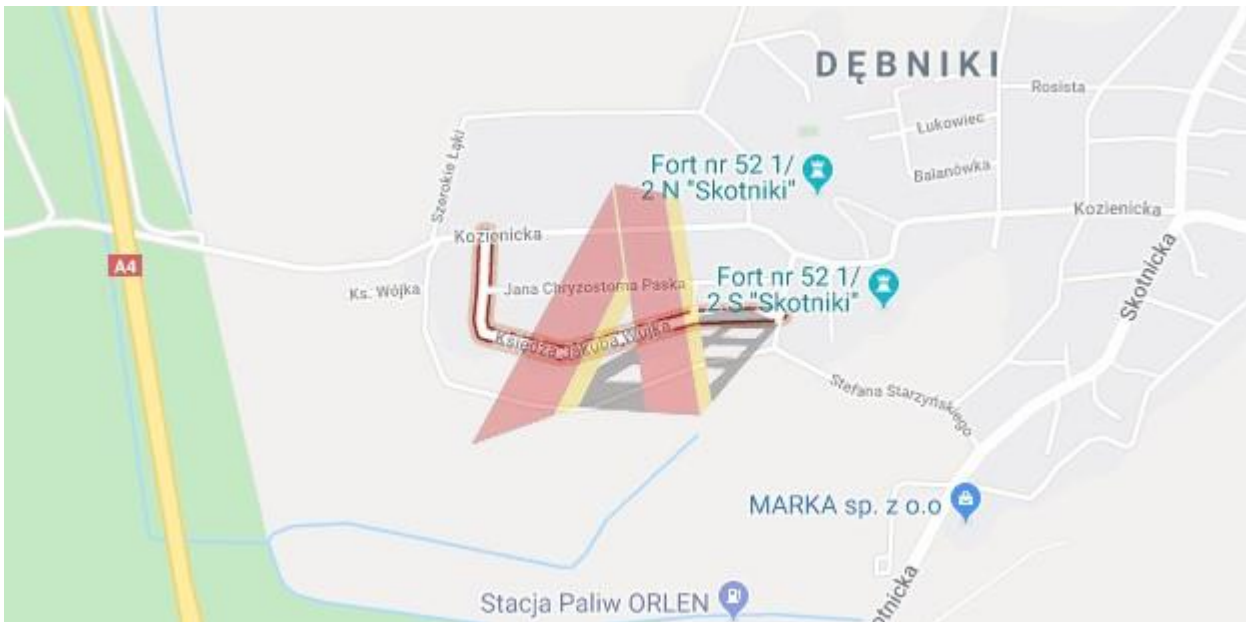 DĘBNIKI
Rosista
Łukowiec
Balanówka
Szerokie Łąki
Fort nr 52 1/
2 N "Skotniki"
Kozienicka
Kozienicka
A4
Ks. Wójka
Jana Chryzostoma Paska
Fort nr 52 1/
2 S "Skotniki"
Skotnicka
Księdza Jakuba Wujka
Stefana Starzyńskiego
MARKA sp. z o.o
Stacja Paliw ORLEN
otnicka